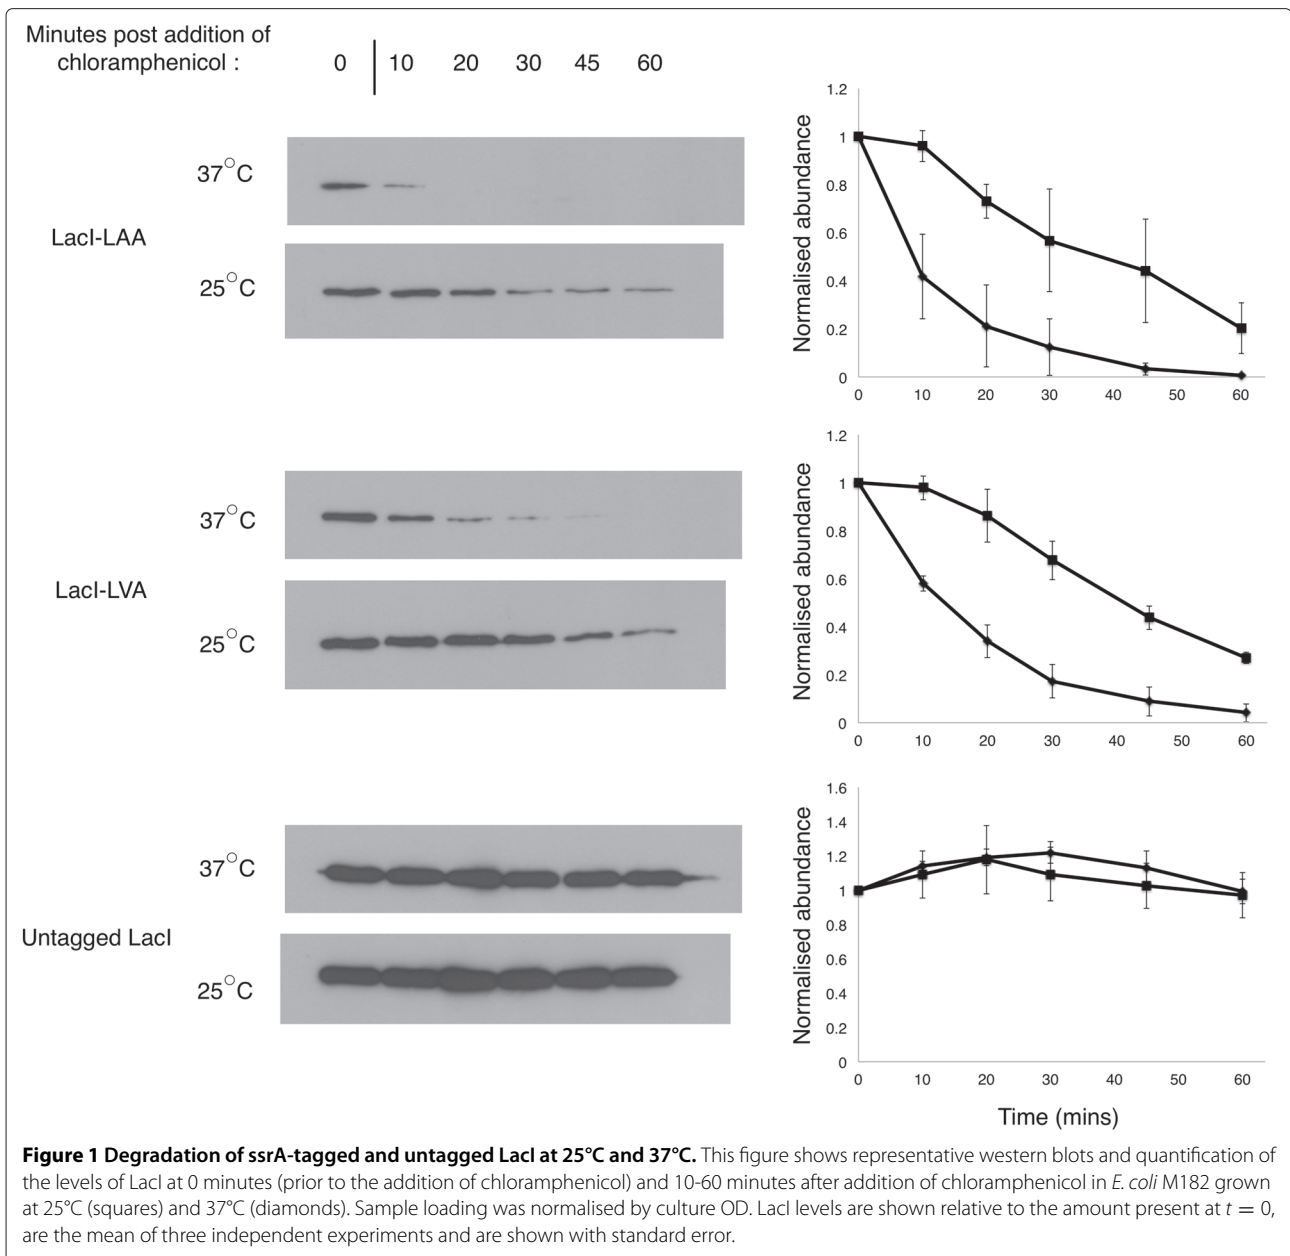 Minutes post addition of
chloramphenicol :
0 10 20 30 45 60
37°C
LacI-LAA
25°C
37°C
LacI-LVA
25°C
37°C
Untagged LacI
25°C
Normalised abundance
1.2
1
0.8
0.6
0.4
0.2
0
0 10 20 30 40 50 60
Normalised abundance
1.2
1
0.8
0.6
0.4
0.2
0
0 10 20 30 40 50 60
Normalised abundance
1.6
1.4
1.2
1
0.8
0.6
0.4
0.2
0
0 10 20 30 40 50 60
Time (mins)
Figure 1 Degradation of ssrA-tagged and untagged LacI at 25°C and 37°C. This figure shows representative western blots and quantification of
the levels of LacI at 0 minutes (prior to the addition of chloramphenicol) and 10-60 minutes after addition of chloramphenicol in E. coli M182 grown
at 25°C (squares) and 37°C (diamonds). Sample loading was normalised by culture OD. LacI levels are shown relative to the amount present at t = 0,
are the mean of three independent experiments and are shown with standard error.